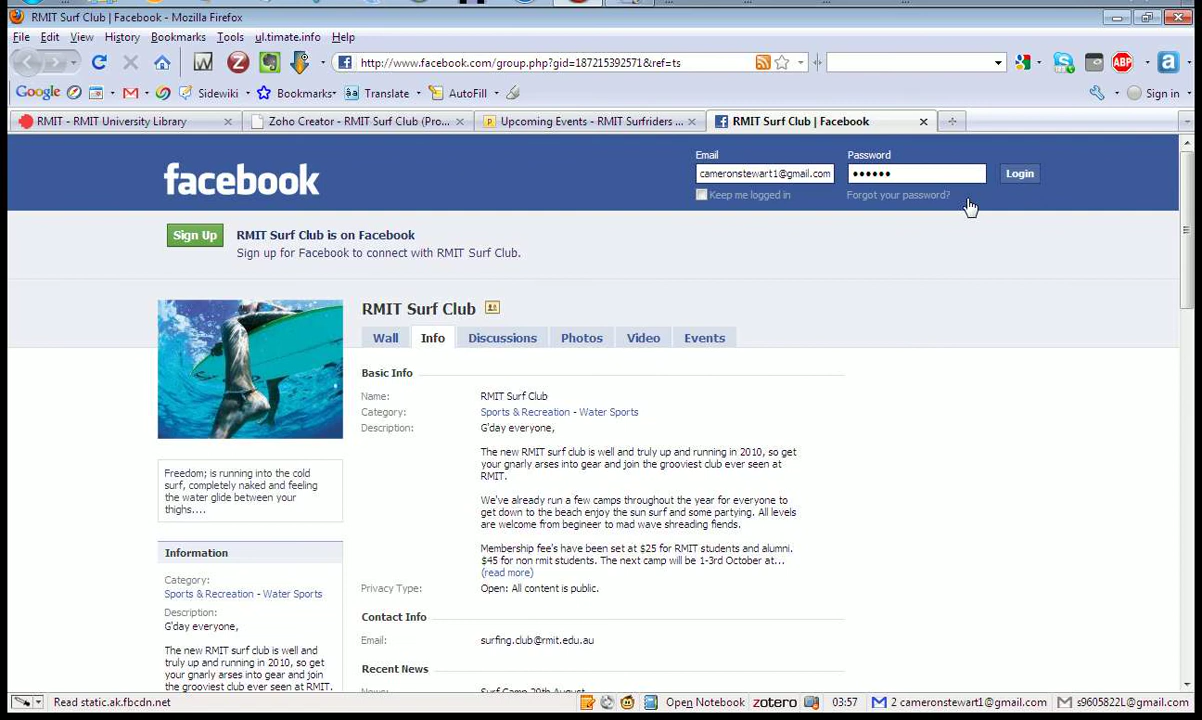 RMIT Surf Club | Facebook - Mozilla Firefox
File Edit View History Bookmarks Tools ul.timate.info Help
http://www.facebook.com/group.php?gid=187215392571&ref=ts
Google Sidewiki Bookmarks Translate AutoFill Sign in
RMIT - RMIT University Library
Zoho Creator - RMIT Surf Club (Pro...
Upcoming Events - RMIT Surfriders ...
RMIT Surf Club | Facebook
facebook
Email Password
cameronstewart1@gmail.com •••••• Login
Keep me logged in Forgot your password?
Sign Up
RMIT Surf Club is on Facebook
Sign up for Facebook to connect with RMIT Surf Club.
RMIT Surf Club
Wall Info Discussions Photos Video Events
Basic Info
Name: RMIT Surf Club
Category: Sports & Recreation - Water Sports
Description: G'day everyone,
The new RMIT surf club is well and truly up and running in 2010, so get
your gnarly arses into gear and join the grooviest club ever seen at
RMIT.
We've already run a few camps throughout the year for everyone to
get down to the beach enjoy the sun surf and some partying. All levels
are welcome from begineer to mad wave shreading fiends.
Membership fee's have been set at $25 for RMIT students and alumni.
$45 for non rmit students. The next camp will be 1-3rd October at...
(read more)
Privacy Type: Open: All content is public.
Contact Info
Email: surfing.club@rmit.edu.au
Recent News
News: Surf Camp 20th August
Freedom; is running into the cold
surf, completely naked and feeling
the water glide between your
thighs....
Information
Category:
Sports & Recreation - Water Sports
Description:
G'day everyone,
The new RMIT surf club is well and
truly up and running in 2010, so
get your gnarly arses into gear and
join the grooviest club ever seen at
RMIT.
Read static.ak.fbcdn.net
Open Notebook zotero 03:57 2 cameronstewart1@gmail.com s9605822L@gmail.com